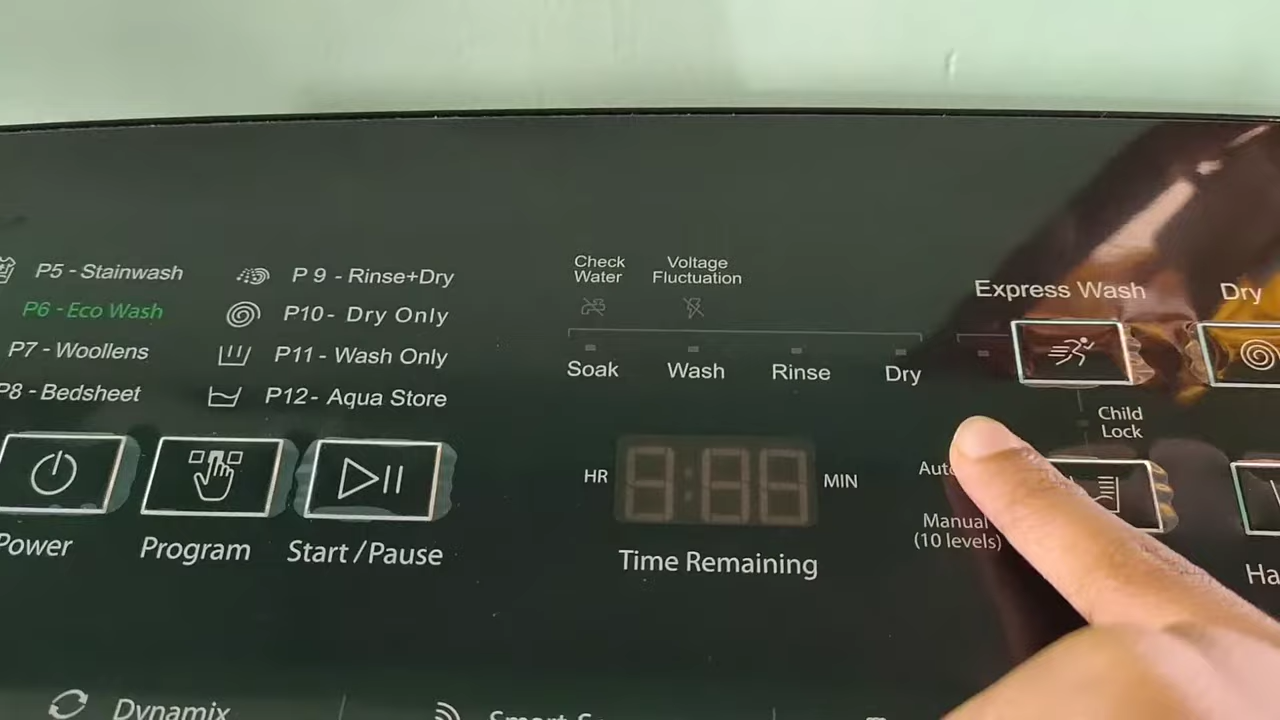 P5 - Stainwash
P6 - Eco Wash
P7 - Woollens
P8 - Bedsheet
P 9 - Rinse+Dry
P10- Dry Only
P11 - Wash Only
P12- Aqua Store
Power
Program
Start / Pause
Check
Water
Voltage
Fluctuation
Soak
Wash
Rinse
Dry
HR
MIN
Time Remaining
Express Wash
Dry
Child
Lock
Manual
(10 levels)
Dynamix